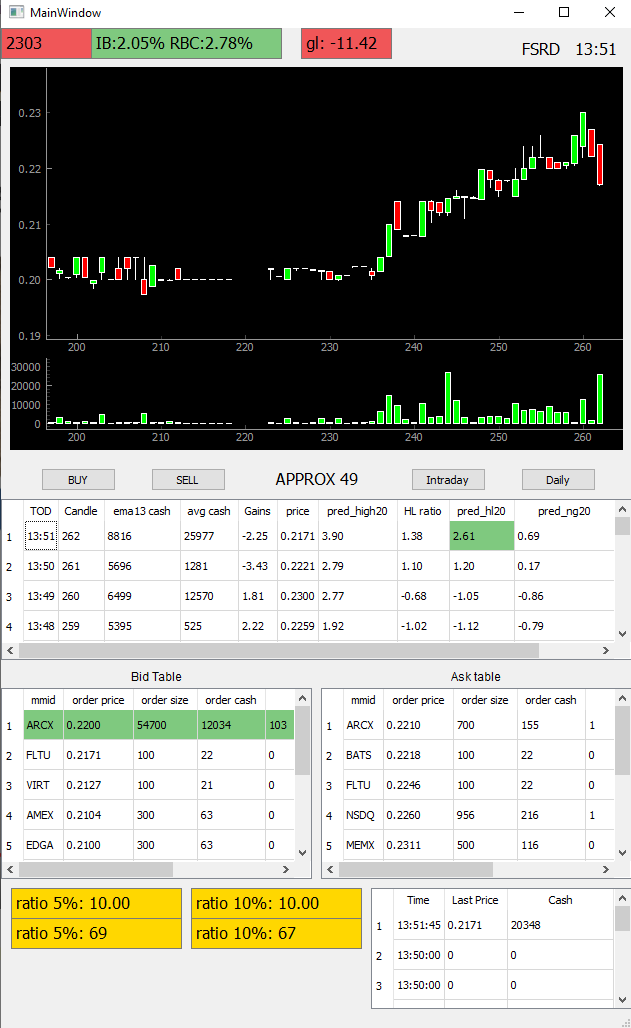 MainWindow
2303 IB:2.05% RBC:2.78% gl: -11.42 FSRD 13:51
0.23
0.22
0.21
0.20
0.19
200 210 220 230 240 250 260
30000
20000
10000
0
200 210 220 230 240 250 260
BUY SELL APPROX 49 Intraday Daily
TOD Candle ema13 cash avg cash Gains price pred_high20 HL ratio pred_hl20 pred_ng20
1 13:51 262 8816 25977 -2.25 0.2171 3.90 1.38 2.61 0.69
2 13:50 261 5696 1281 -3.43 0.2221 2.79 1.10 1.20 0.17
3 13:49 260 6499 12570 1.81 0.2300 2.77 -0.68 -1.05 -0.86
4 13:48 259 5395 525 2.22 0.2259 1.92 -1.02 -1.12 -0.79
Bid Table
mmid order price order size order cash
1 ARCX 0.2200 54700 12034 103
2 FLTU 0.2171 100 22 0
3 VIRT 0.2127 100 21 0
4 AMEX 0.2104 300 63 0
5 EDGA 0.2100 300 63 0
Ask table
mmid order price order size order cash
1 ARCX 0.2210 700 155 1
2 BATS 0.2218 100 22 0
3 FLTU 0.2246 100 22 0
4 NSDQ 0.2260 956 216 1
5 MEMX 0.2311 500 116 0
ratio 5%: 10.00 ratio 10%: 10.00
ratio 5%: 69 ratio 10%: 67
Time Last Price Cash
1 13:51:45 0.2171 20348
2 13:50:00 0 0
3 13:50:00 0 0